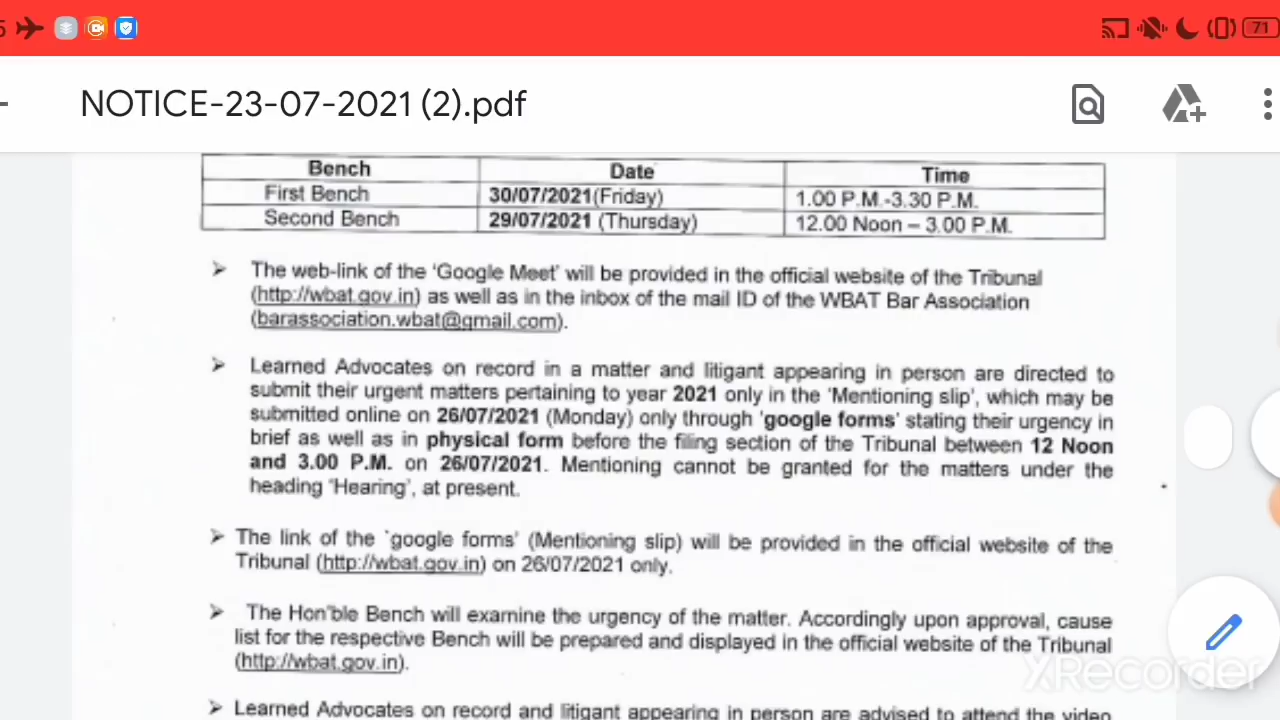 5
71
NOTICE-23-07-2021 (2).pdf
Bench Date Time
First Bench 30/07/2021(Friday) 1.00 P.M.-3.30 P.M.
Second Bench 29/07/2021 (Thursday) 12.00 Noon – 3.00 P.M.
➢ The web-link of the 'Google Meet' will be provided in the official website of the Tribunal
(http://wbat.gov.in) as well as in the inbox of the mail ID of the WBAT Bar Association
(barassociation.wbat@gmail.com).
➢ Learned Advocates on record in a matter and litigant appearing in person are directed to
submit their urgent matters pertaining to year 2021 only in the 'Mentioning slip', which may be
submitted online on 26/07/2021 (Monday) only through 'google forms' stating their urgency in
brief as well as in physical form before the filing section of the Tribunal between 12 Noon
and 3.00 P.M. on 26/07/2021. Mentioning cannot be granted for the matters under the
heading 'Hearing', at present.
➢ The link of the 'google forms' (Mentioning slip) will be provided in the official website of the
Tribunal (http://wbat.gov.in) on 26/07/2021 only.
➢ The Hon'ble Bench will examine the urgency of the matter. Accordingly upon approval, cause
list for the respective Bench will be prepared and displayed in the official website of the Tribunal
(http://wbat.gov.in).
➢ Learned Advocates on record and litigant appearing in person are advised to attend the video
XRecorder